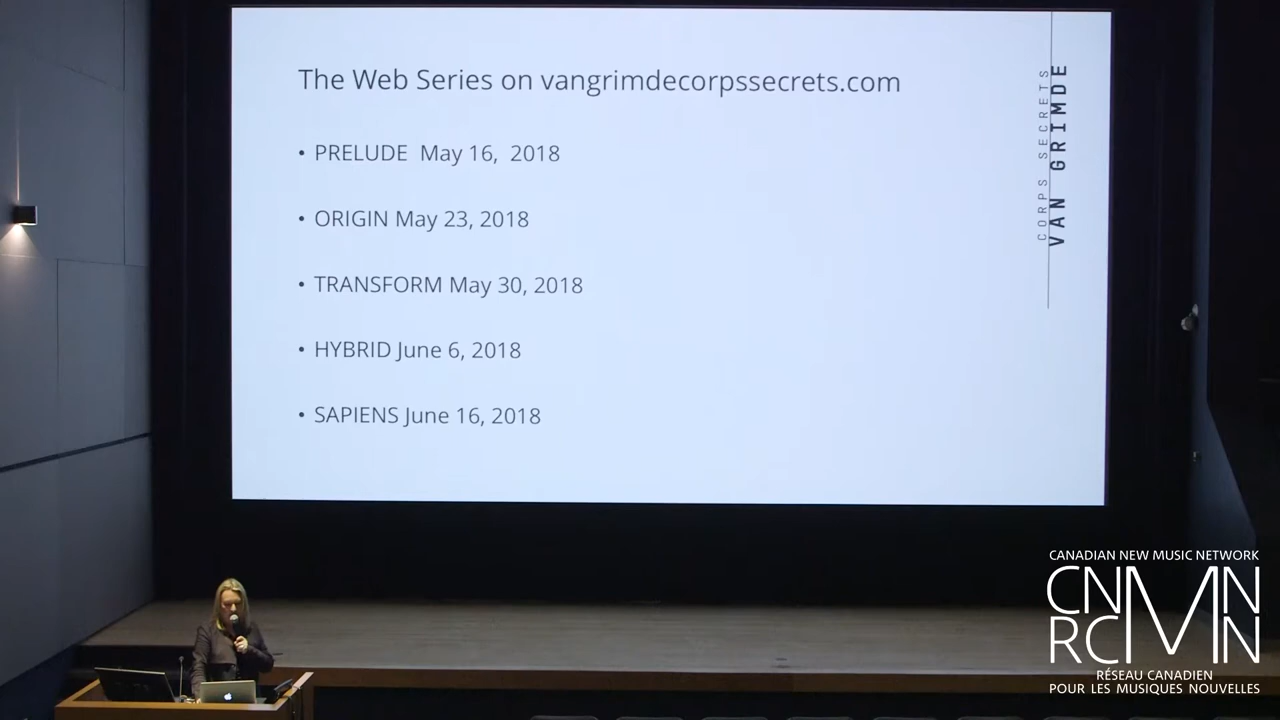 The Web Series on vangrimdecorpssecrets.com
• PRELUDE May 16, 2018
• ORIGIN May 23, 2018
• TRANSFORM May 30, 2018
• HYBRID June 6, 2018
• SAPIENS June 16, 2018
CORPS SECRETS
VAN GRIMDE
CANADIAN NEW MUSIC NETWORK
CNMN
RCMN
RÉSEAU CANADIEN
POUR LES MUSIQUES NOUVELLES